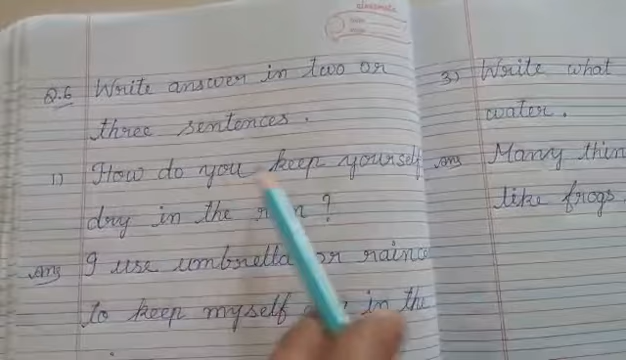 classmate
Q.6 Write answer in two or
three sentences.
1) How do you keep yourself
dry in the ? 
Ans I use umbrella or
to keep myself in the
3) Write what
water.
Ans Many
like frogs